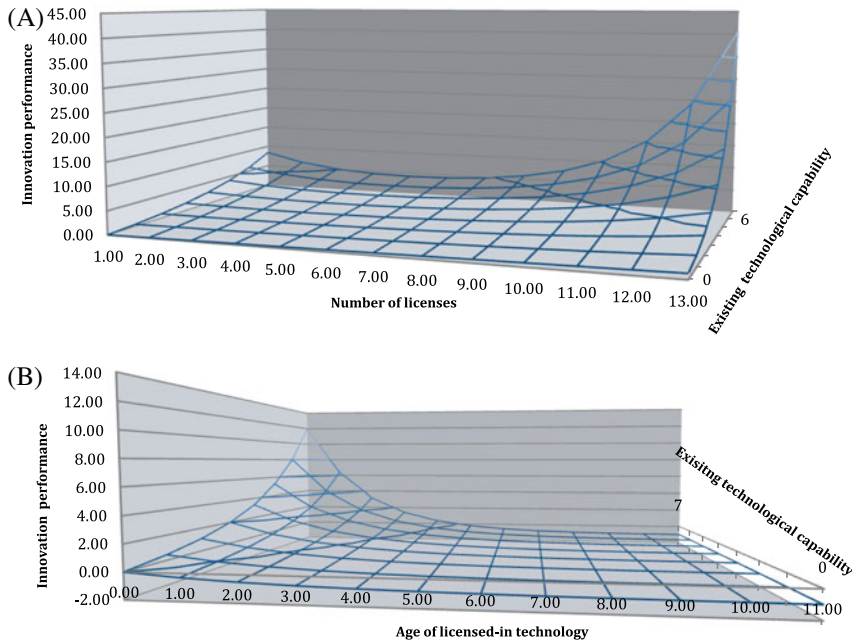 (A)
45.00
40.00
35.00
30.00
25.00
20.00
15.00
10.00
5.00
0.00
Innovation performance
1.00 2.00 3.00 4.00 5.00 6.00 7.00 8.00 9.00 10.00 11.00 12.00 13.00
Number of licenses
0
6
Existing technological capability
(B)
14.00
12.00
10.00
8.00
6.00
4.00
2.00
0.00
-2.00
Innovation performance
0.00 1.00 2.00 3.00 4.00 5.00 6.00 7.00 8.00 9.00 10.00 11.00
Age of licensed-in technology
7
0
Exisitng technological capability